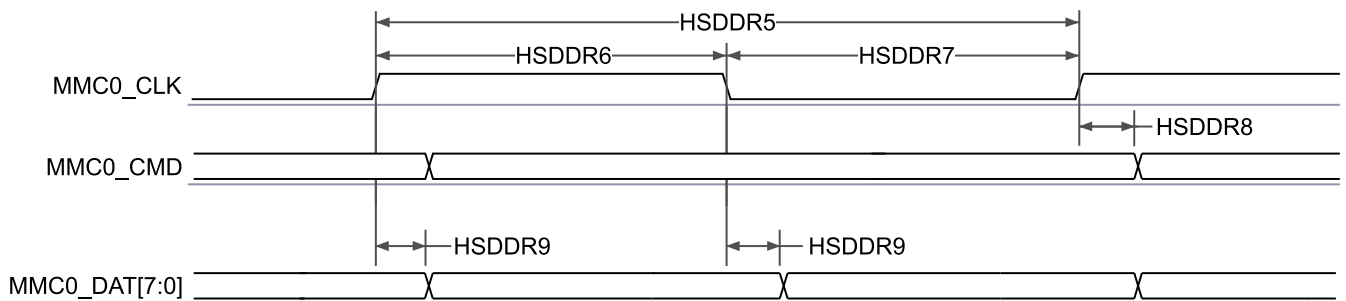 HSDDR5
HSDDR6 HSDDR7
MMC0_CLK
HSDDR8
MMC0_CMD
HSDDR9 HSDDR9
MMC0_DAT[7:0]